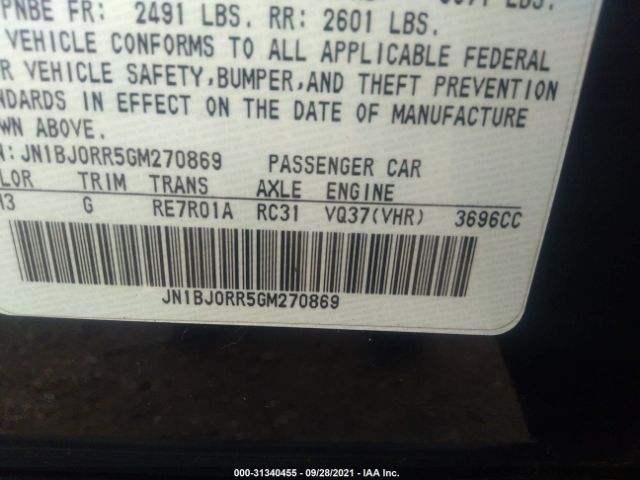 PNBE FR: 2491 LBS. RR: 2601 LBS.
VEHICLE CONFORMS TO ALL APPLICABLE FEDERAL
R VEHICLE SAFETY,BUMPER,AND THEFT PREVENTION
NDARDS IN EFFECT ON THE DATE OF MANUFACTURE
WN ABOVE.
N:JN1BJ0RR5GM270869 PASSENGER CAR
LOR TRIM TRANS AXLE ENGINE
13 G RE7R01A RC31 VQ37(VHR) 3696CC
JN1BJ0RR5GM270869
000-31340455 - 09/28/2021 - IAA Inc.